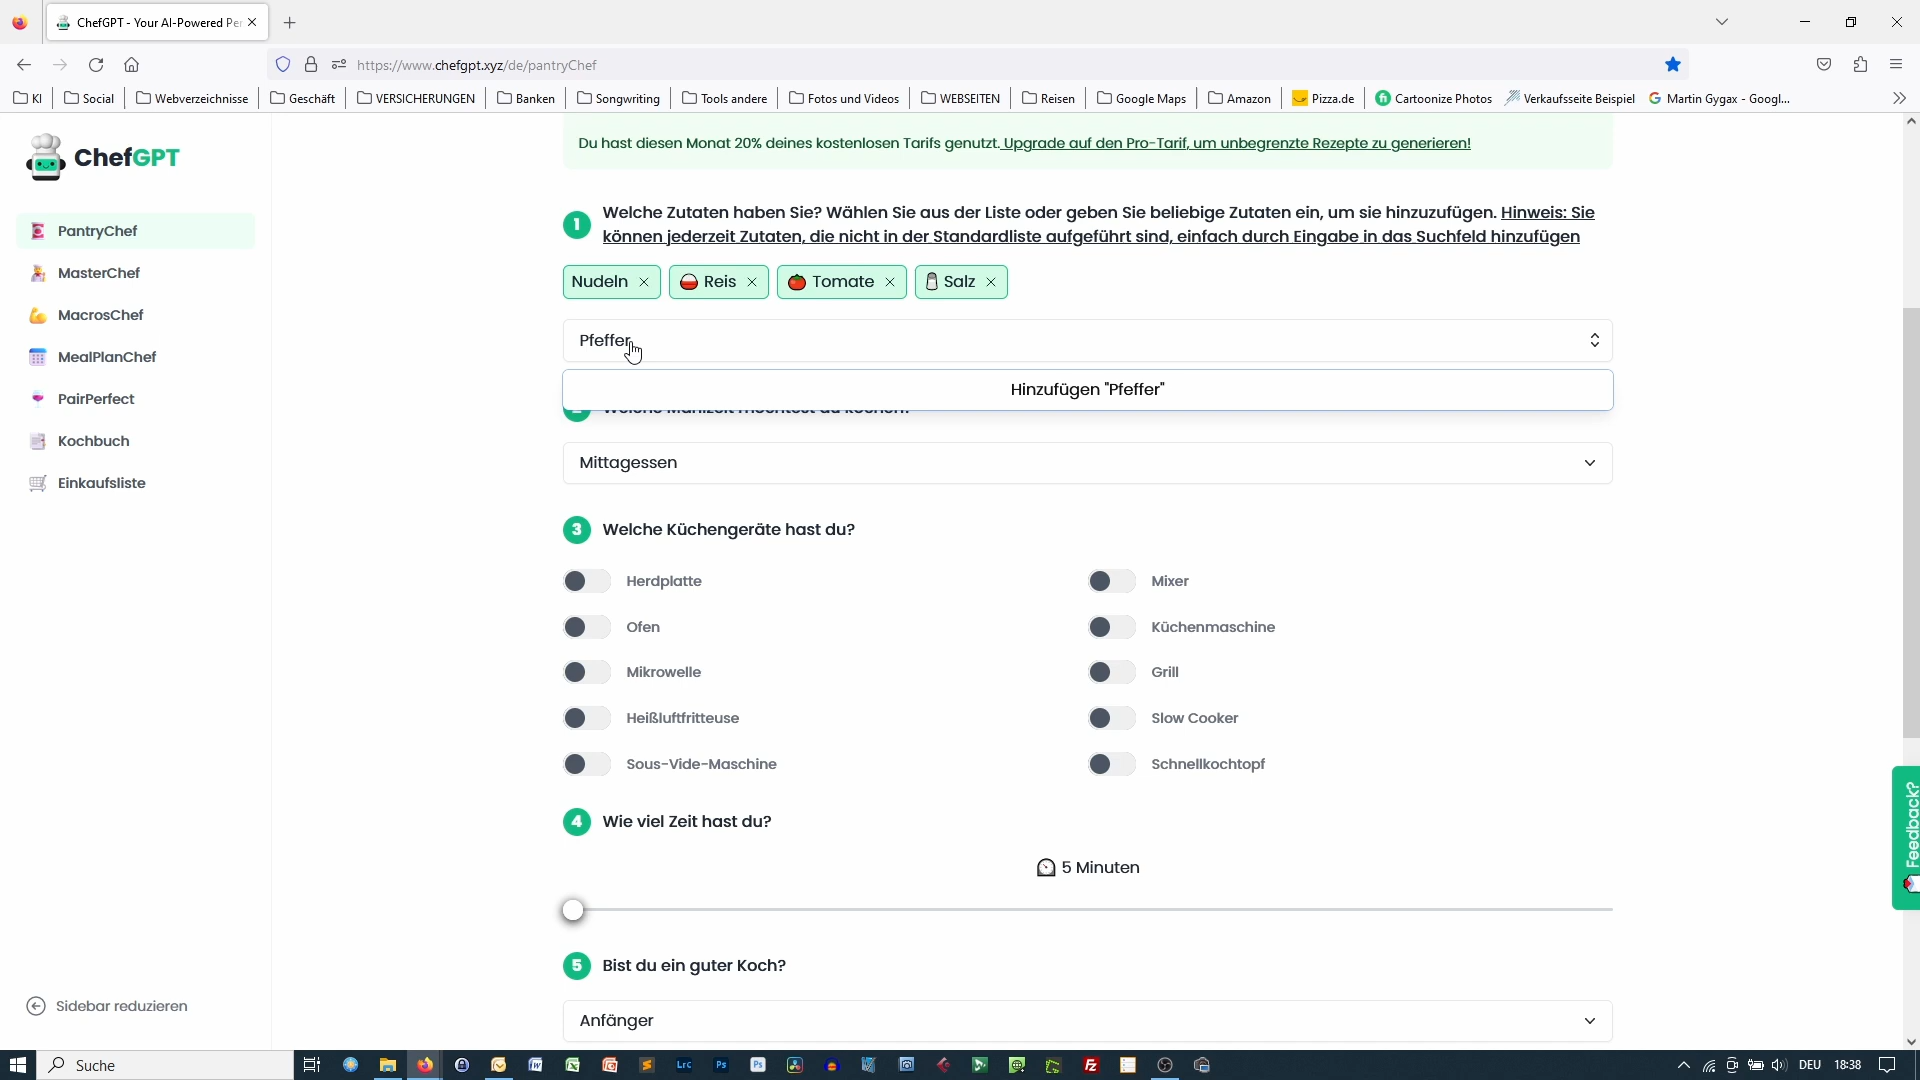 ChefGPT - Your AI-Powered Per
https://www.chefgpt.xyz/de/pantryChef
KI
Social
Webverzeichnisse
Geschäft
VERSICHERUNGEN
Banken
Songwriting
Tools andere
Fotos und Videos
WEBSEITEN
Reisen
Google Maps
Amazon
Pizza.de
Cartoonize Photos
Verkaufsseite Beispiel
Martin Gygax - Googl...
ChefGPT
PantryChef
MasterChef
MacrosChef
MealPlanChef
PairPerfect
Kochbuch
Einkaufsliste
Sidebar reduzieren
Du hast diesen Monat 20% deines kostenlosen Tarifs genutzt. Upgrade auf den Pro-Tarif, um unbegrenzte Rezepte zu generieren!
1
Welche Zutaten haben Sie? Wählen Sie aus der Liste oder geben Sie beliebige Zutaten ein, um sie hinzuzufügen. Hinweis: Sie
können jederzeit Zutaten, die nicht in der Standardliste aufgeführt sind, einfach durch Eingabe in das Suchfeld hinzufügen
Nudeln
Reis
Tomate
Salz
Pfeffer
Hinzufügen "Pfeffer"
Mittagessen
3 Welche Küchengeräte hast du?
Herdplatte
Mixer
Ofen
Küchenmaschine
Mikrowelle
Grill
Heißluftfritteuse
Slow Cooker
Sous-Vide-Maschine
Schnellkochtopf
4 Wie viel Zeit hast du?
5 Minuten
5 Bist du ein guter Koch?
Anfänger
Feedback?
Suche
Lrc
Ps
Ps
DEU
18:38